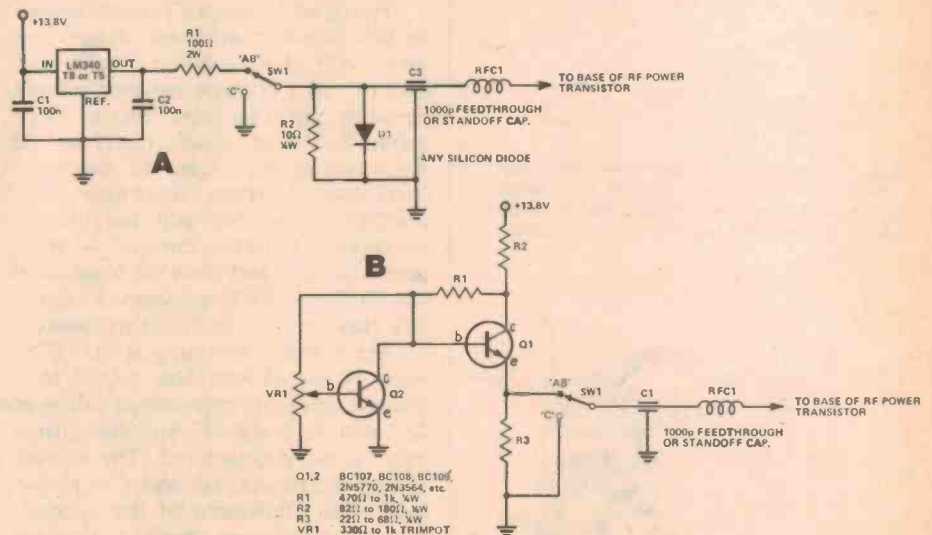 +13.8V
IN
LM340
T8 or T5
OUT
REF.
C1
100n
C2
100n
R1
100Ω
2W
'AB'
SW1
'C'
R2
10Ω
¼W
D1
ANY SILICON DIODE
C3
1000p FEEDTHROUGH
OR STANDOFF CAP.
RFC1
TO BASE OF RF POWER
TRANSISTOR
A
B
+13,8V
R2
R1
b
c
Q1
e
VR1
b
c
Q2
e
'AB'
SW1
'C'
R3
C1
1000p FEEDTHROUGH
OR STANDOFF CAP.
RFC1
TO BASE OF RF POWER
TRANSISTOR
Q1,2 BC107, BC108, BC109,
2N5770, 2N3564, etc.
R1 470Ω to 1k, ¼W
R2 82Ω to 180Ω, ¼W
R3 22Ω to 68Ω, ¼W
VR1 330Ω to 1k TRIMPOT